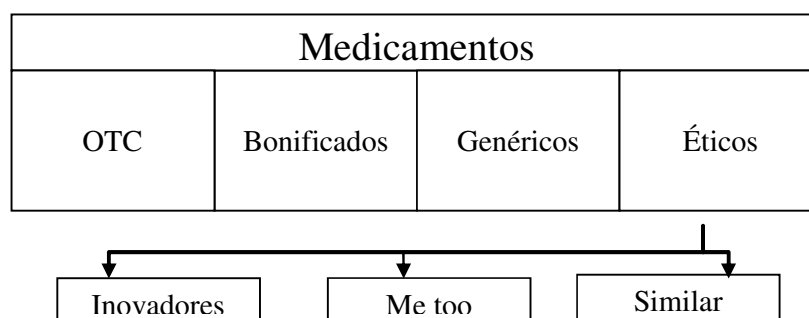 Medicamentos
OTC Bonificados Genéricos Éticos
Inovadores Me too Similar